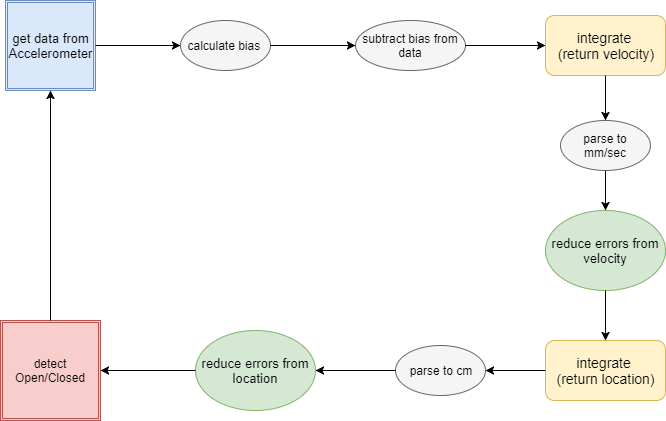 get data from
Accelerometer
calculate bias
subtract bias from
data
integrate
(return velocity)
parse to
mm/sec
reduce errors from
velocity
integrate
(return location)
parse to cm
reduce errors from
location
detect
Open/Closed